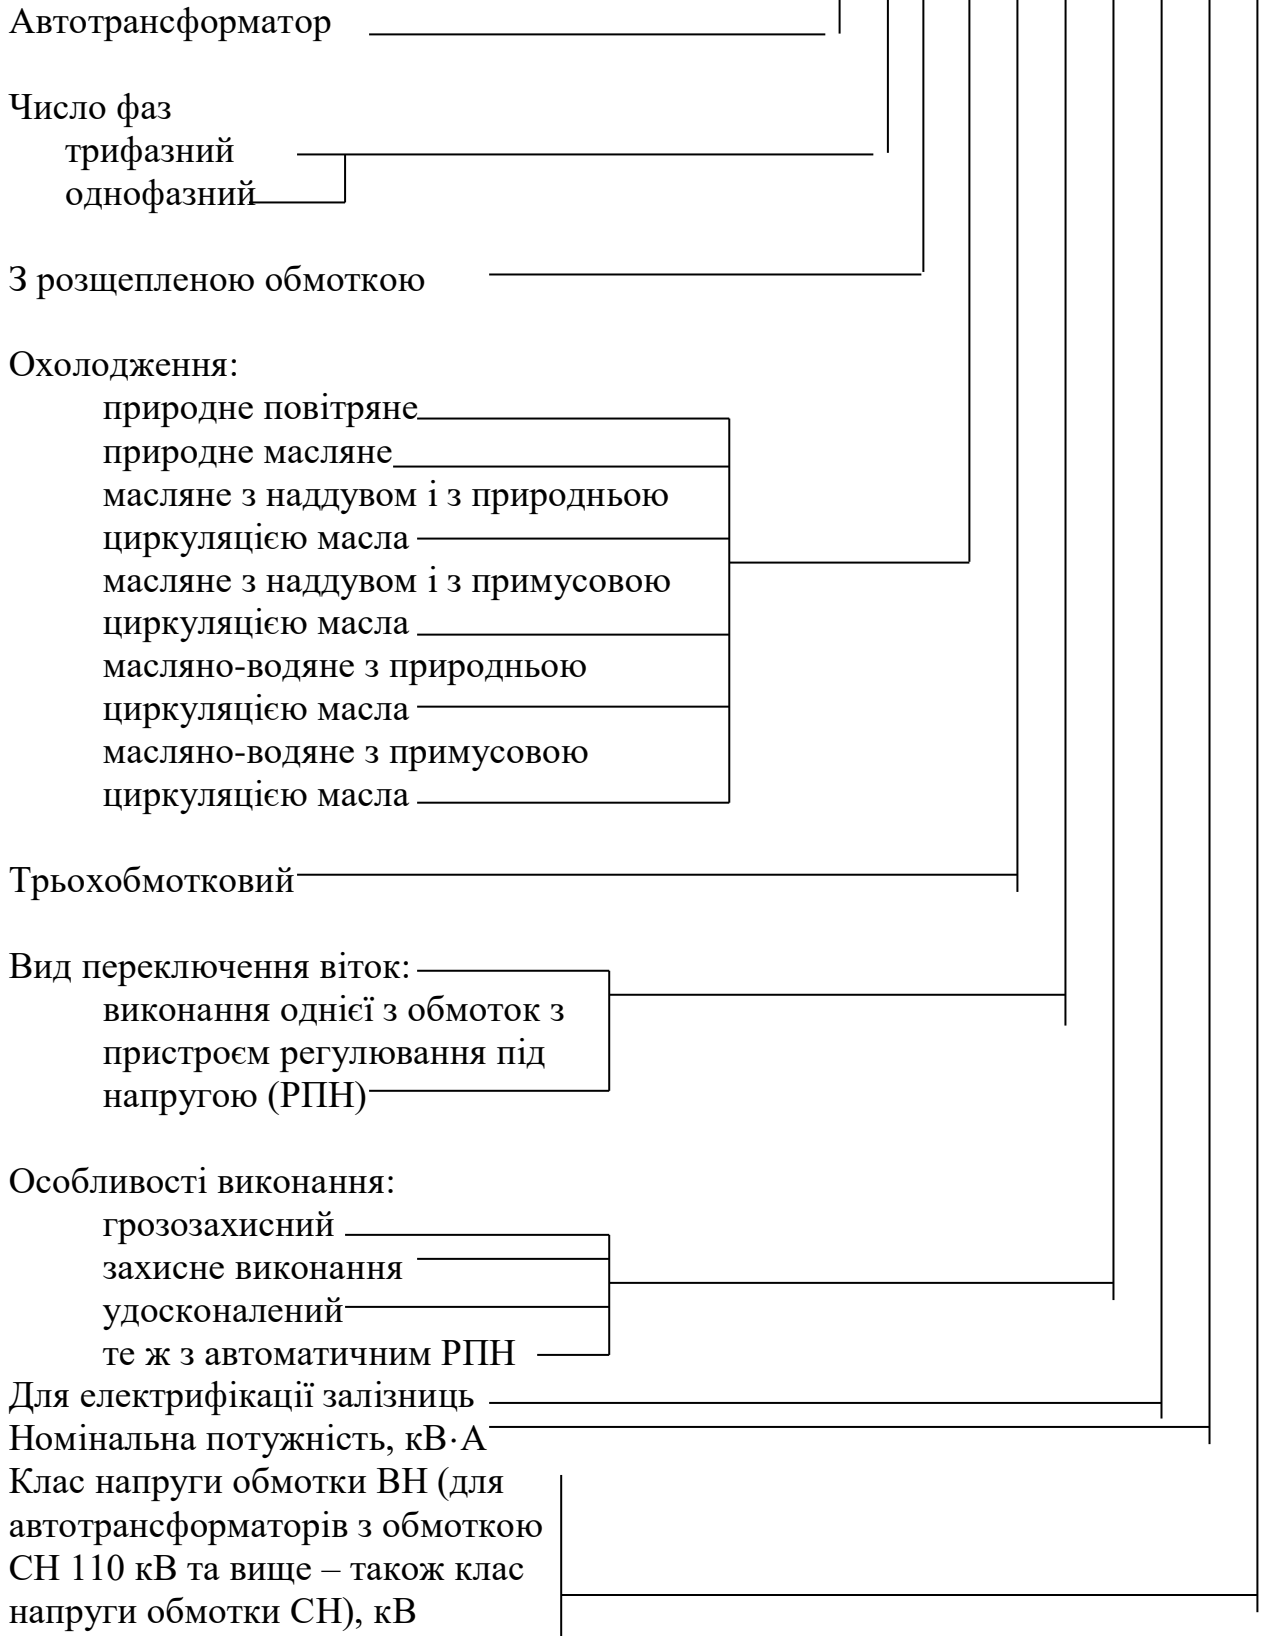 Автотрансформатор
Число фаз
трифазний
однофазний
З розщепленою обмоткою
Охолодження:
природне повітряне
природне масляне
масляне з наддувом і з природньою
циркуляцією масла
масляне з наддувом і з примусовою
циркуляцією масла
масляно-водяне з природньою
циркуляцією масла
масляно-водяне з примусовою
циркуляцією масла
Трьохобмотковий
Вид переключення віток:
виконання однієї з обмоток з
пристроєм регулювання під
напругою (РПН)
Особливості виконання:
грозозахисний
захисне виконання
удосконалений
те ж з автоматичним РПН
Для електрифікації залізниць
Номінальна потужність, кВ·А
Клас напруги обмотки ВН (для
автотрансформаторів з обмоткою
СН 110 кВ та вище – також клас
напруги обмотки СН), кВ